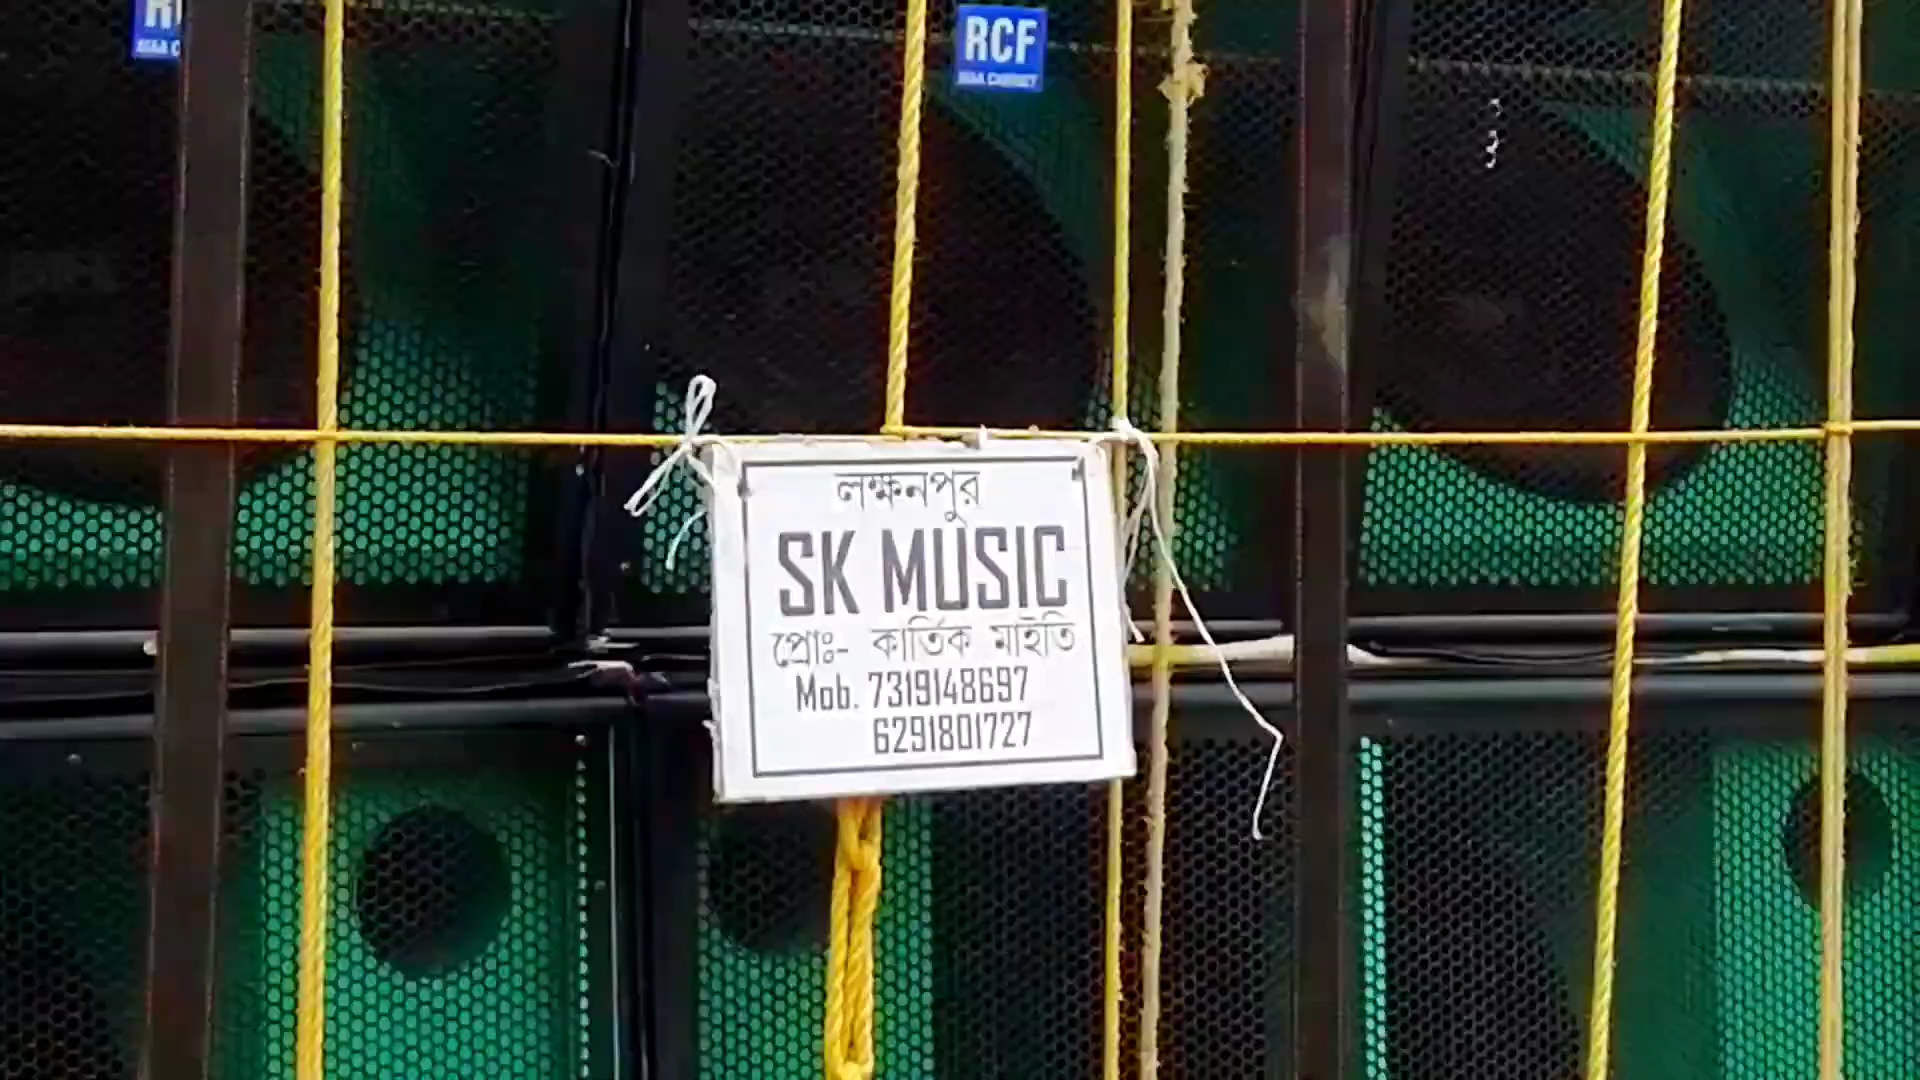 RCF
লক্ষনপুর
SK MUSIC
প্রোঃ- কার্তিক মাইতি
Mob. 7319148697
6291801727